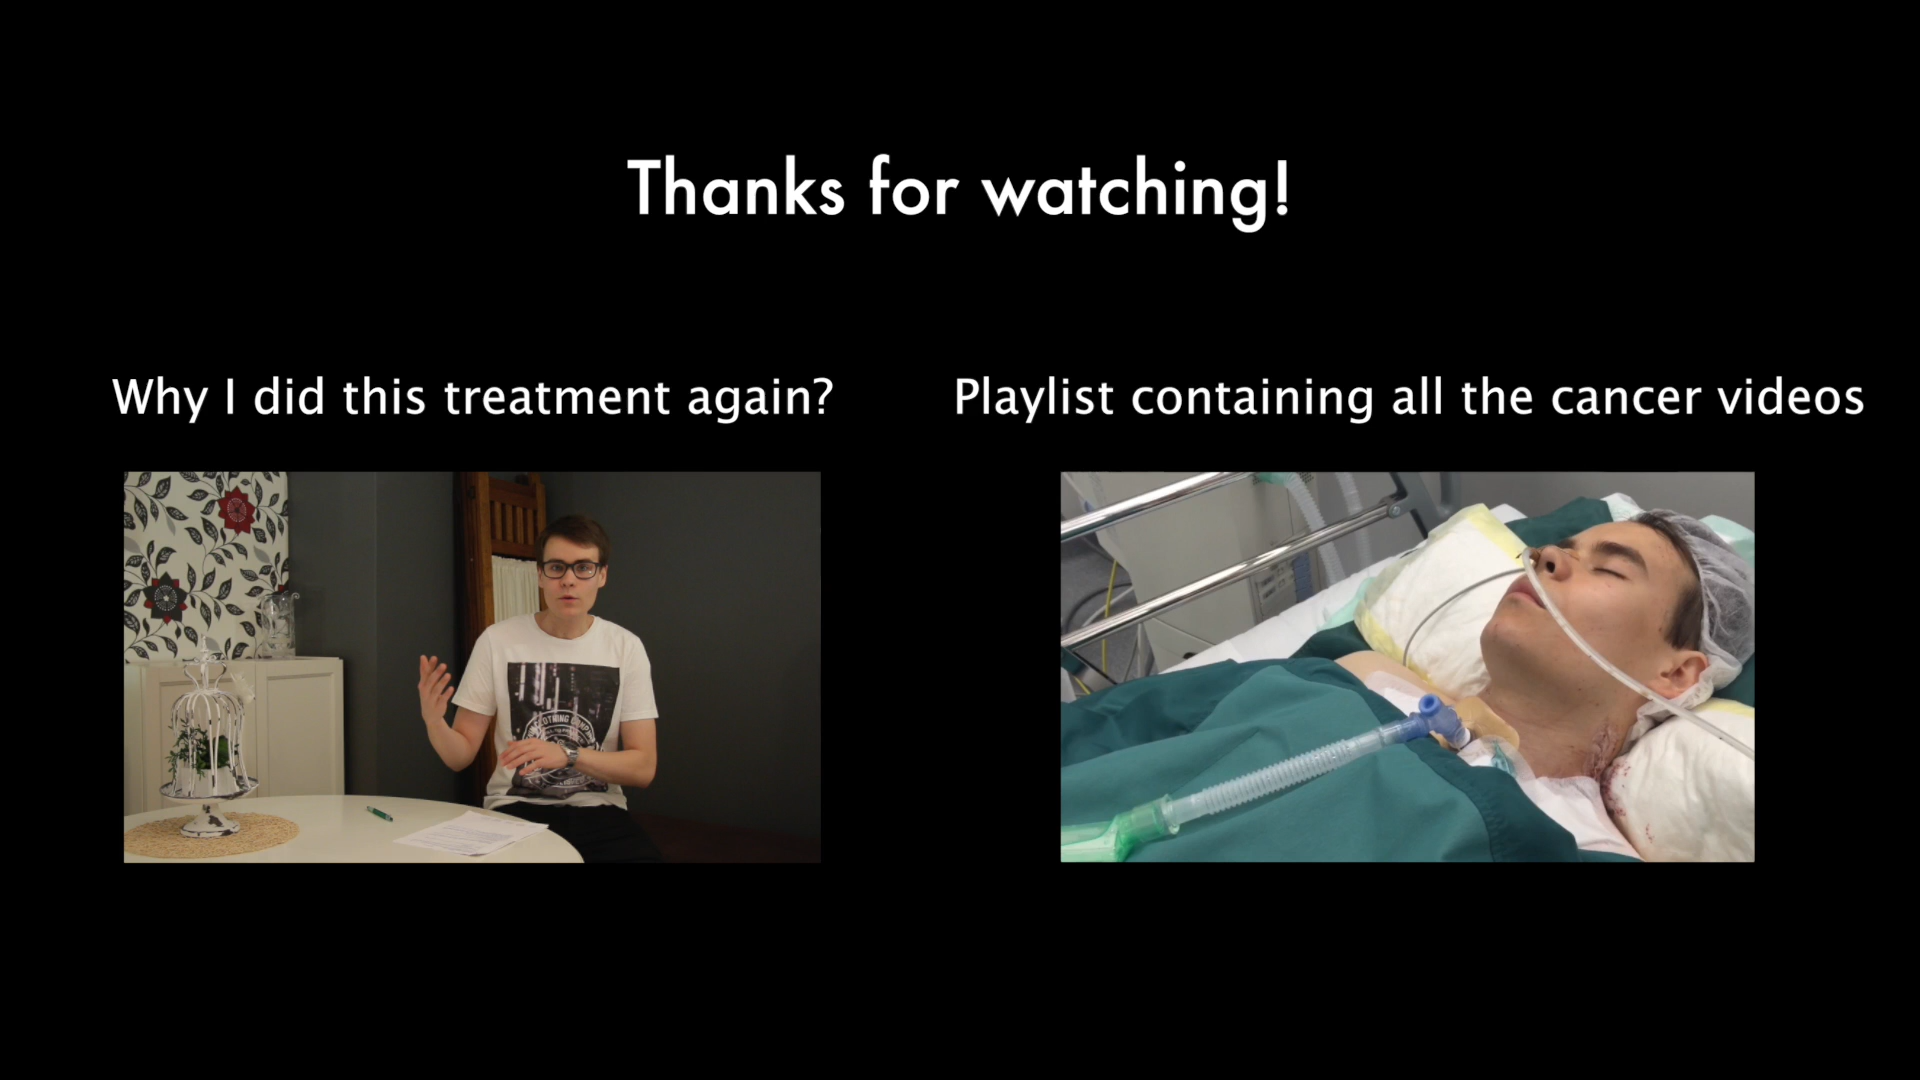 Thanks for watching!
Why I did this treatment again?
Playlist containing all the cancer videos